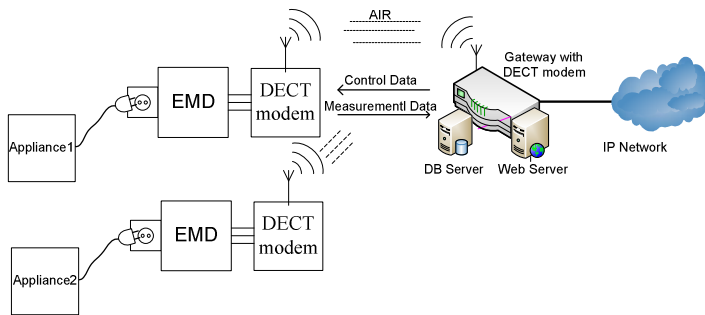 AIR
Gateway with
DECT modem
Control Data
EMD
DECT
modem
Measurementl Data
Appliance1
DB Server
Web Server
IP Network
EMD
DECT
modem
Appliance2